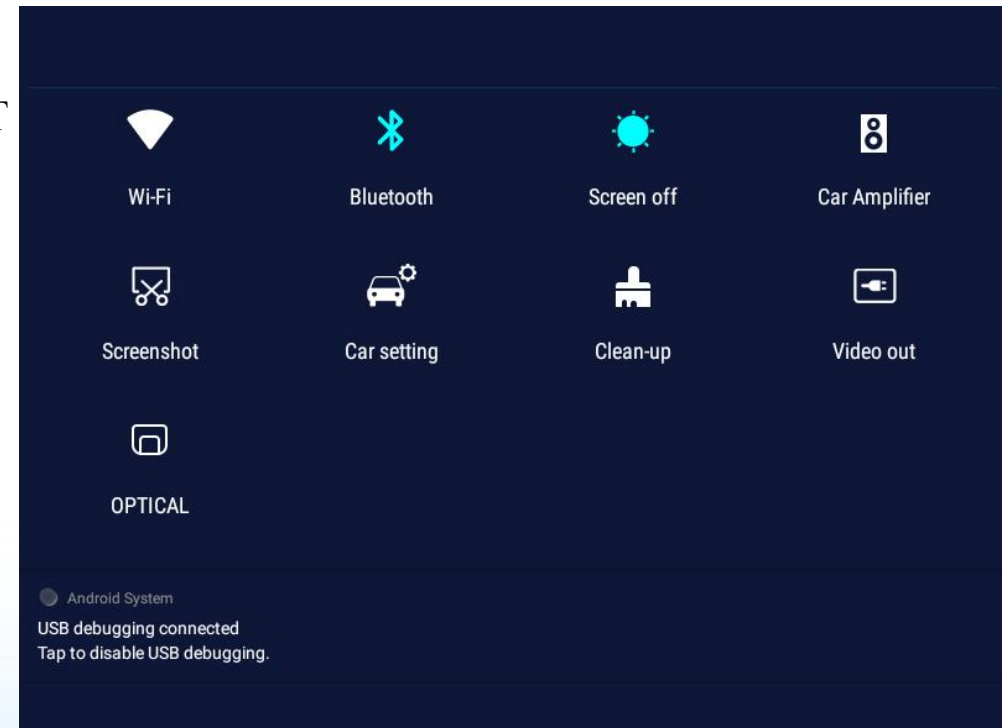 Wi-Fi Bluetooth Screen off Car Amplifier
Screenshot Car setting Clean-up Video out
OPTICAL
Android System
USB debugging connected
Tap to disable USB debugging.